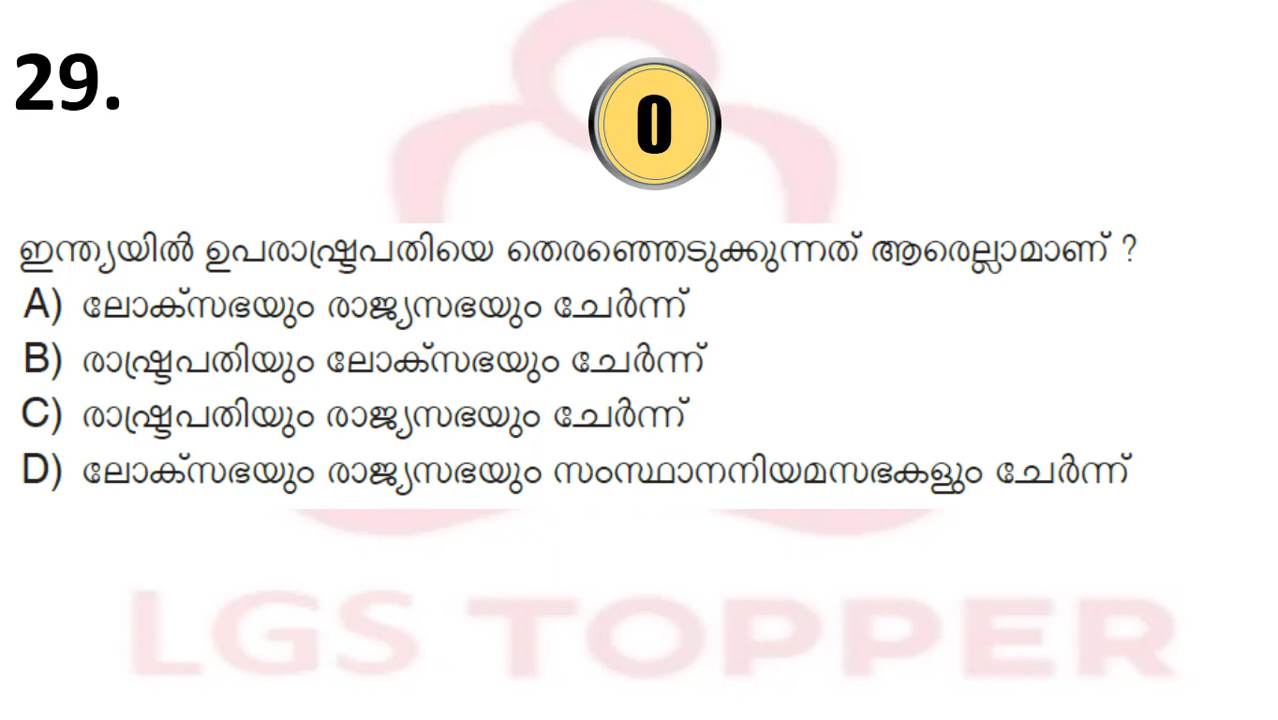 29.
0
ഇന്ത്യയിൽ ഉപരാഷ്ട്രപതിയെ തെരഞ്ഞെടുക്കുന്നത് ആരെല്ലാമാണ് ?
A) ലോക്സഭയും രാജ്യസഭയും ചേർന്ന്
B) രാഷ്ട്രപതിയും ലോക്സഭയും ചേർന്ന്
C) രാഷ്ട്രപതിയും രാജ്യസഭയും ചേർന്ന്
D) ലോക്സഭയും രാജ്യസഭയും സംസ്ഥാനനിയമസഭകളും ചേർന്ന്
LGS TOPPER